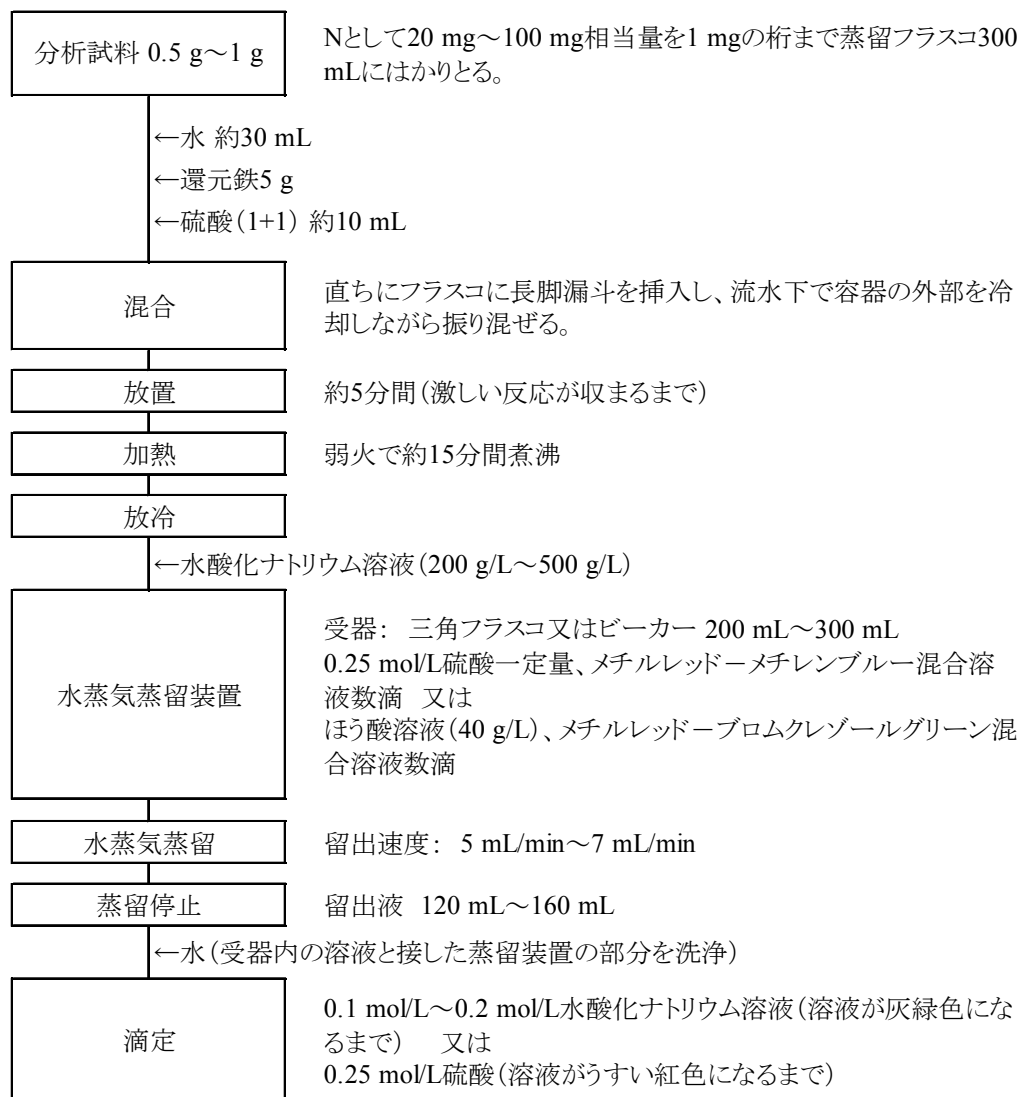 分析試料 0.5 g～1 g
Nとして20 mg～100 mg相当量を1 mgの桁まで蒸留フラスコ300
mLにはかりとる。
←水 約30 mL
←還元鉄5 g
←硫酸（1+1） 約10 mL
混合
直ちにフラスコに長脚漏斗を挿入し、流水下で容器の外部を冷
却しながら振り混ぜる。
放置
約5分間（激しい反応が収まるまで）
加熱
弱火で約15分間煮沸
放冷
←水酸化ナトリウム溶液（200 g/L～500 g/L）
水蒸気蒸留装置
受器： 三角フラスコ又はビーカー 200 mL～300 mL
0.25 mol/L硫酸一定量、メチルレッド－メチレンブルー混合溶
液数滴 又は
ほう酸溶液（40 g/L）、メチルレッド－ブロムクレゾールグリーン混
合溶液数滴
水蒸気蒸留
留出速度： 5 mL/min～7 mL/min
蒸留停止
留出液 120 mL～160 mL
←水（受器内の溶液と接した蒸留装置の部分を洗浄）
滴定
0.1 mol/L～0.2 mol/L水酸化ナトリウム溶液（溶液が灰緑色にな
るまで） 又は
0.25 mol/L硫酸（溶液がうすい紅色になるまで）